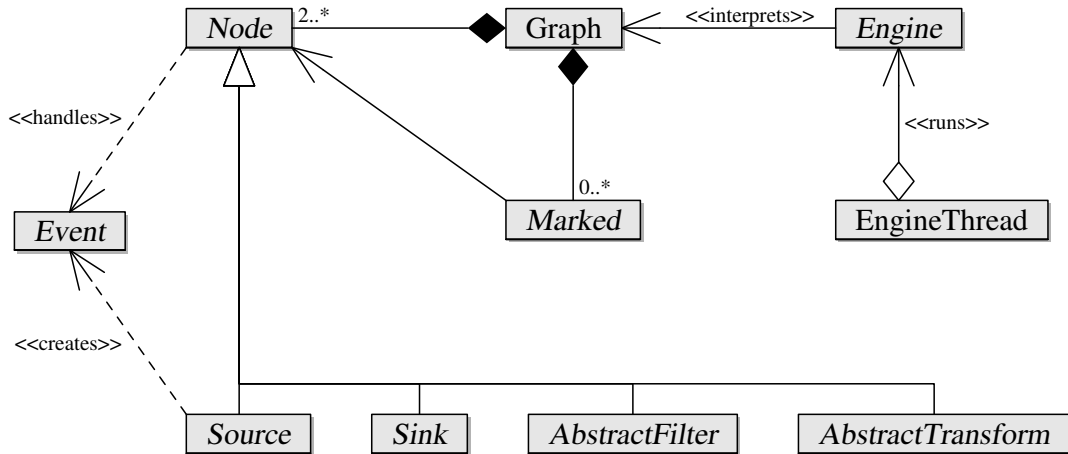 Node
2..*
Graph
<<interprets>>
Engine
<<handles>>
<<runs>>
0..*
Event
Marked
EngineThread
<<creates>>
Source
Sink
AbstractFilter
AbstractTransform